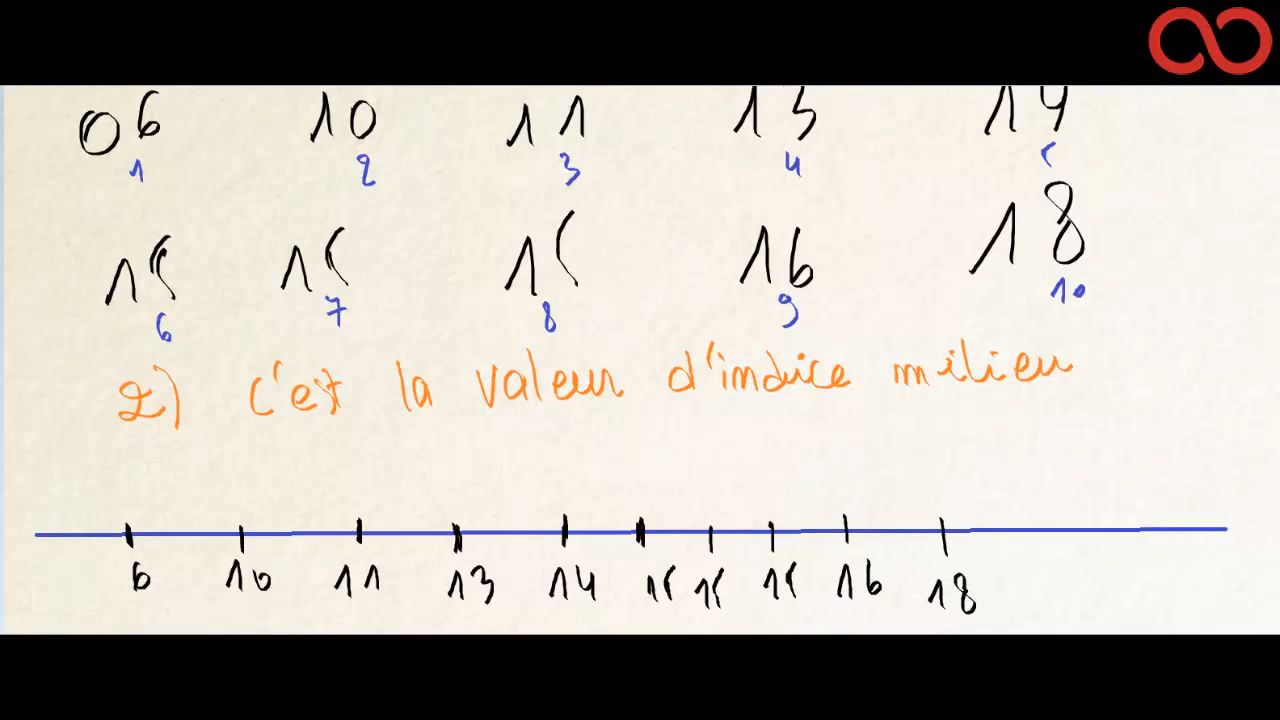 06 10 11 13 14
1 2 3 4 5
15 15 15 16 18
6 7 8 9 10
2) c'est la valeur d'indice milieu
6 10 11 13 14 15 15 15 16 18